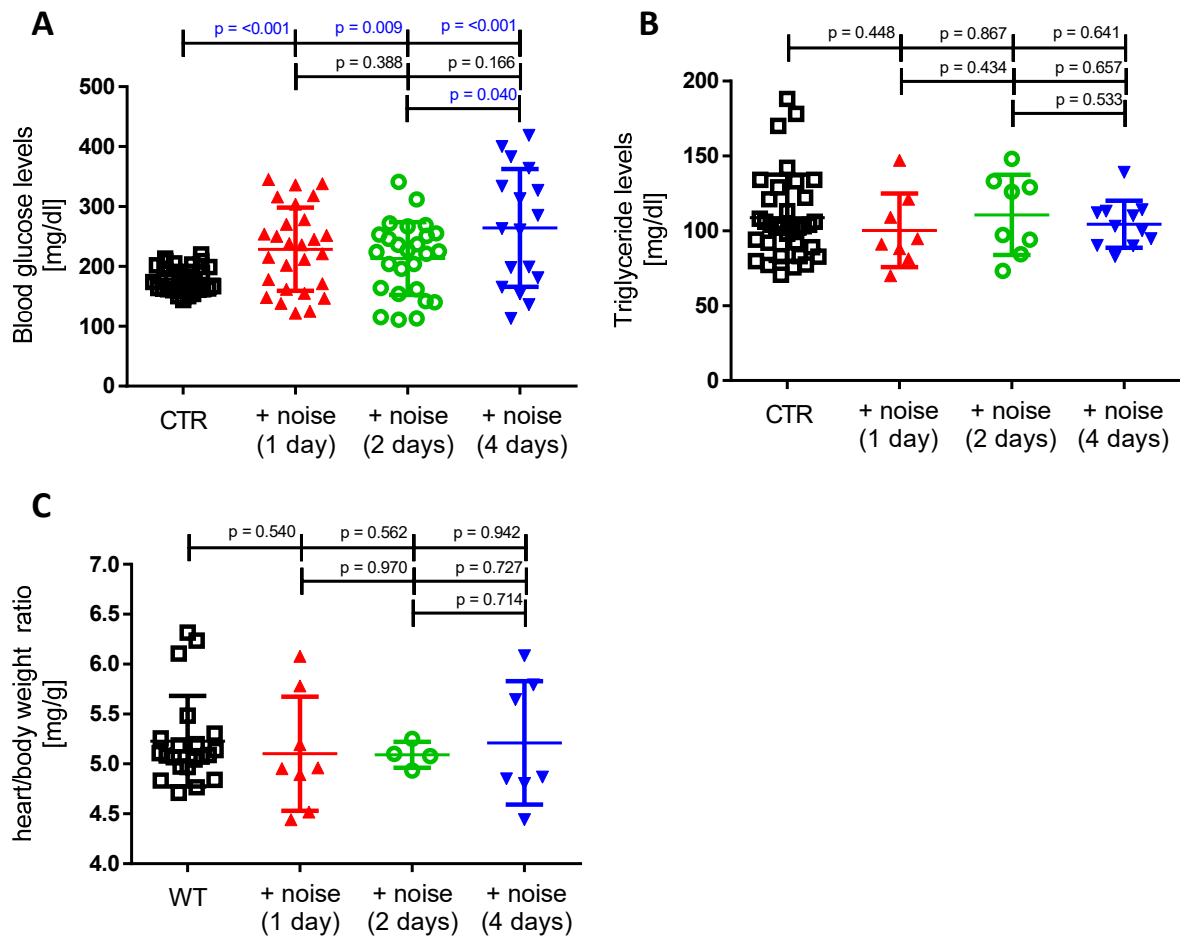 A
p = <0.001 p = 0.009 p = <0.001
p = 0.388 p = 0.166
p = 0.040
Blood glucose levels
[mg/dl]
500
400
300
200
100
0
CTR
+ noise
(1 day)
+ noise
(2 days)
+ noise
(4 days)
B
p = 0.448 p = 0.867 p = 0.641
p = 0.434 p = 0.657
p = 0.533
Triglyceride levels
[mg/dl]
200
150
100
50
0
CTR
+ noise
(1 day)
+ noise
(2 days)
+ noise
(4 days)
C
p = 0.540 p = 0.562 p = 0.942
p = 0.970 p = 0.727
p = 0.714
heart/body weight ratio
[mg/g]
7.0
6.5
6.0
5.5
5.0
4.5
4.0
WT
+ noise
(1 day)
+ noise
(2 days)
+ noise
(4 days)